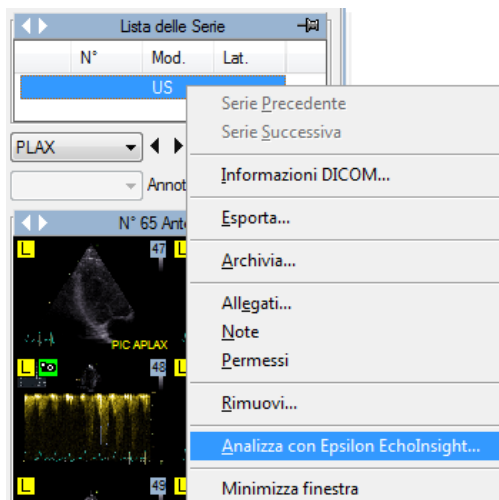 Lista delle Serie
N° Mod. Lat.
US
Serie Precedente
Serie Successiva
PLAX
Informazioni DICOM...
Annot
Esporta...
N° 65 Ante
L 47 L
Archivia...
Allegati...
PIC APLAX
Note
L 48 L
Permessi
Rimuovi...
Analizza con Epsilon EchoInsight...
L 49 L
Minimizza finestra